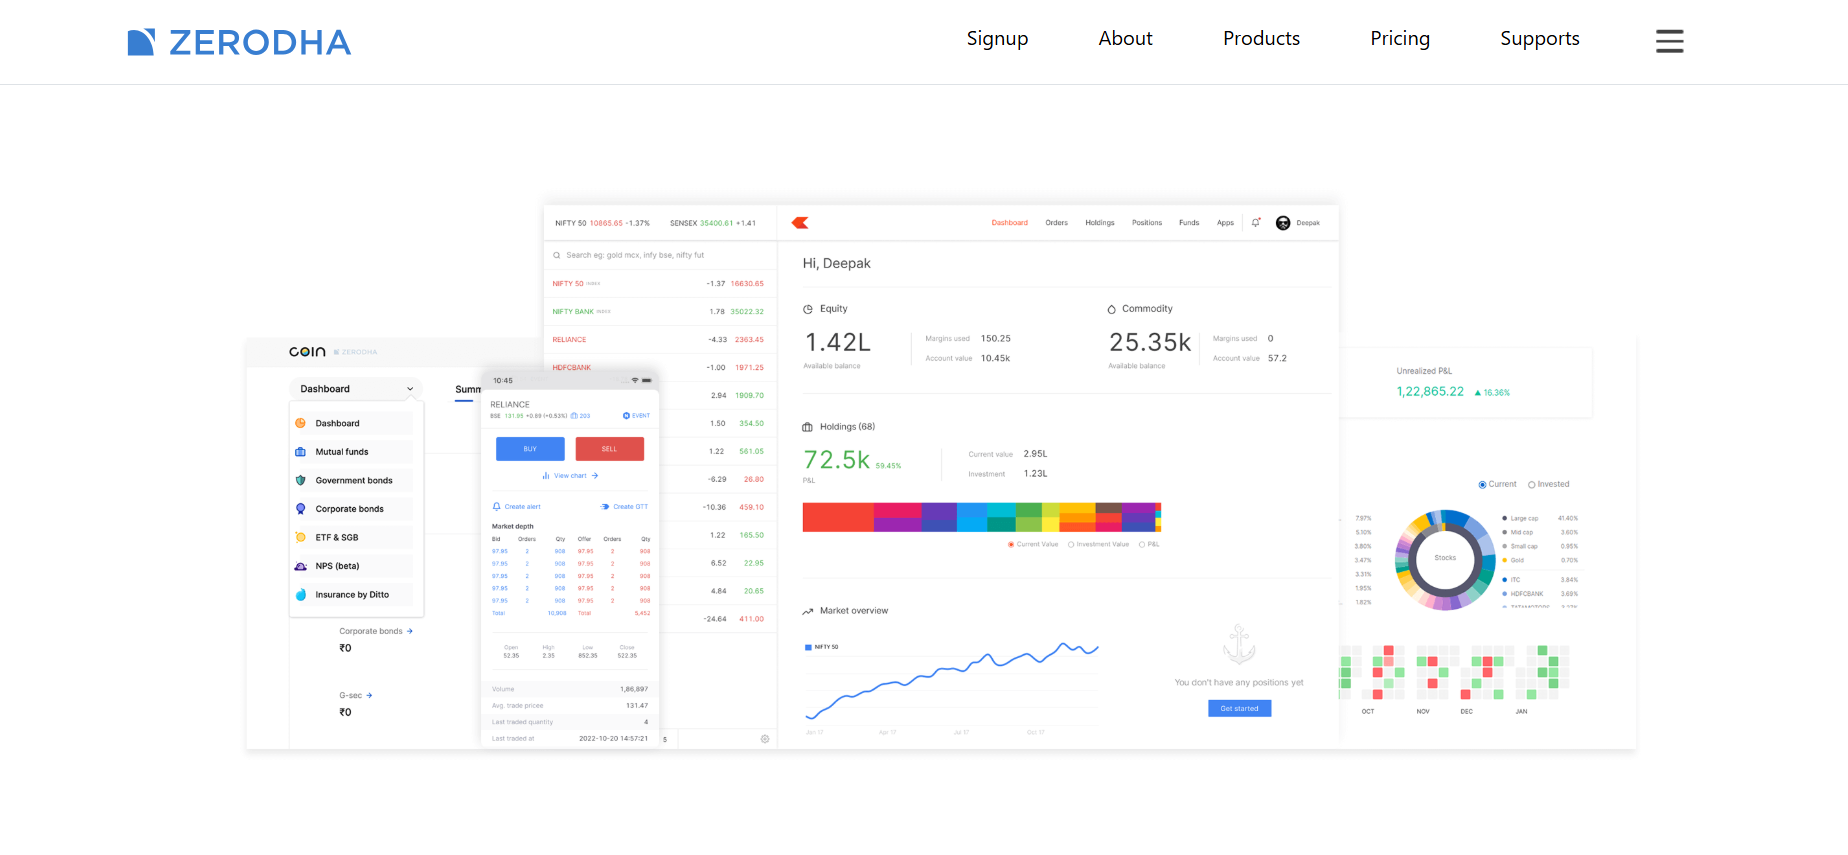 ZERODHA
Signup About Products Pricing Supports
NIFTY 50 10865.65 -1.37% SENSEX 35400.61 +1.41
Dashboard Orders Holdings Positions Funds Apps Deepak
Search eg: gold mcx, infy bse, nifty fut
NIFTY 50 INDEX -1.37 16630.65
NIFTY BANK INDEX 1.78 35022.32
RELIANCE -4.33 2363.45
HDFCBANK -1.00 1971.25
2.94 1909.70
1.50 354.50
1.22 561.05
-6.29 26.80
-10.36 459.10
1.22 165.50
6.52 22.95
4.84 20.65
-24.64 411.00
5
Hi, Deepak
Equity
1.42L
Available balance
Margins used 150.25
Account value 10.45k
Commodity
25.35k
Available balance
Margins used 0
Account value 57.2
Holdings (68)
72.5k 59.45%
P&L
Current value 2.95L
Investment 1.23L
Current Value Investment Value P&L
Market overview
NIFTY 50
Jan 17 Apr 17 Jul 17 Oct 17
You don't have any positions yet
Get started
COIN ZERODHA
Dashboard
Summ
Dashboard
Mutual funds
Government bonds
Corporate bonds
ETF & SGB
NPS (beta)
Insurance by Ditto
Corporate bonds
₹0
G-sec
₹0
10:45
RELIANCE
BSE 131.95 +0.69 (+0.53%) 203 EVENT
BUY SELL
View chart
Create alert Create GTT
Market depth
Bid Orders Qty Offer Orders Qty
97.95 2 908 97.95 2 908
97.95 2 908 97.95 2 908
97.95 2 908 97.95 2 908
97.95 2 908 97.95 2 908
97.95 2 908 97.95 2 908
Total 10,908 Total 5,452
Open High Low Close
52.35 2.35 852.35 522.35
Volume 1,86,897
Avg. trade pricee 131.47
Last traded quantity 4
Last traded at 2022-10-20 14:57:21
Unrealized P&L
1,22,865.22 16.36%
Current Invested
7.97%
5.10%
3.80%
3.47%
3.31%
1.95%
1.82%
Stocks
Large cap 41.40%
Mid cap 3.60%
Small cap 0.95%
Gold 0.70%
ITC 3.84%
HDFCBANK 3.69%
OCT NOV DEC JAN